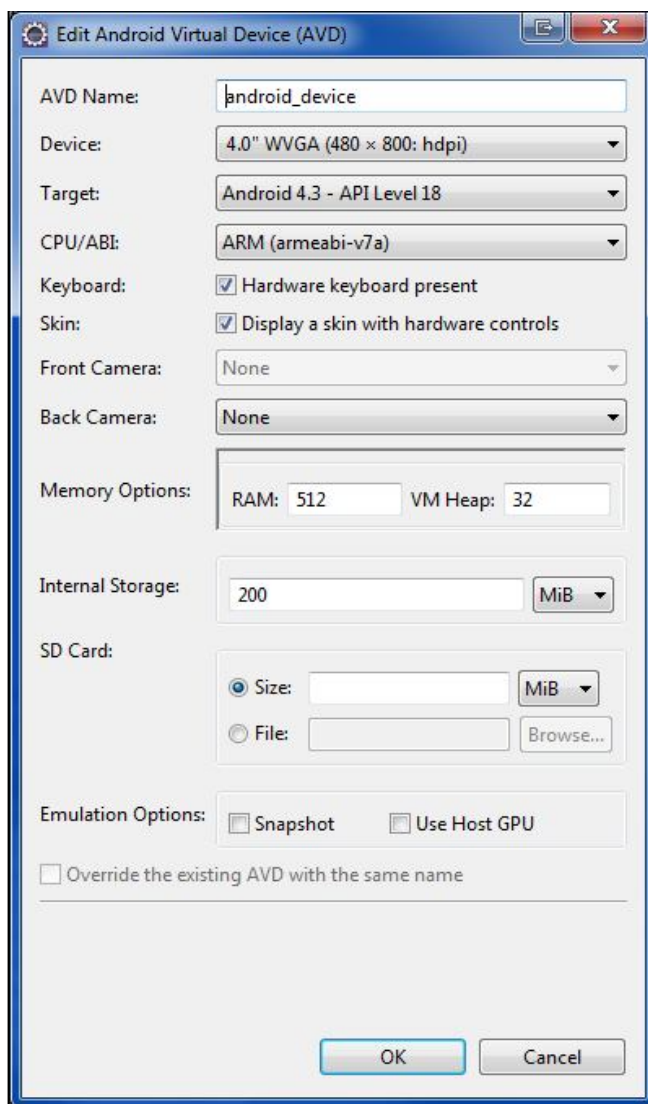 Edit Android Virtual Device (AVD)
AVD Name: android_device
Device: 4.0" WVGA (480 × 800: hdpi)
Target: Android 4.3 - API Level 18
CPU/ABI: ARM (armeabi-v7a)
Keyboard: Hardware keyboard present
Skin: Display a skin with hardware controls
Front Camera: None
Back Camera: None
Memory Options: RAM: 512 VM Heap: 32
Internal Storage: 200 MiB
SD Card:
Size: MiB
File: Browse...
Emulation Options: Snapshot Use Host GPU
Override the existing AVD with the same name
OK Cancel